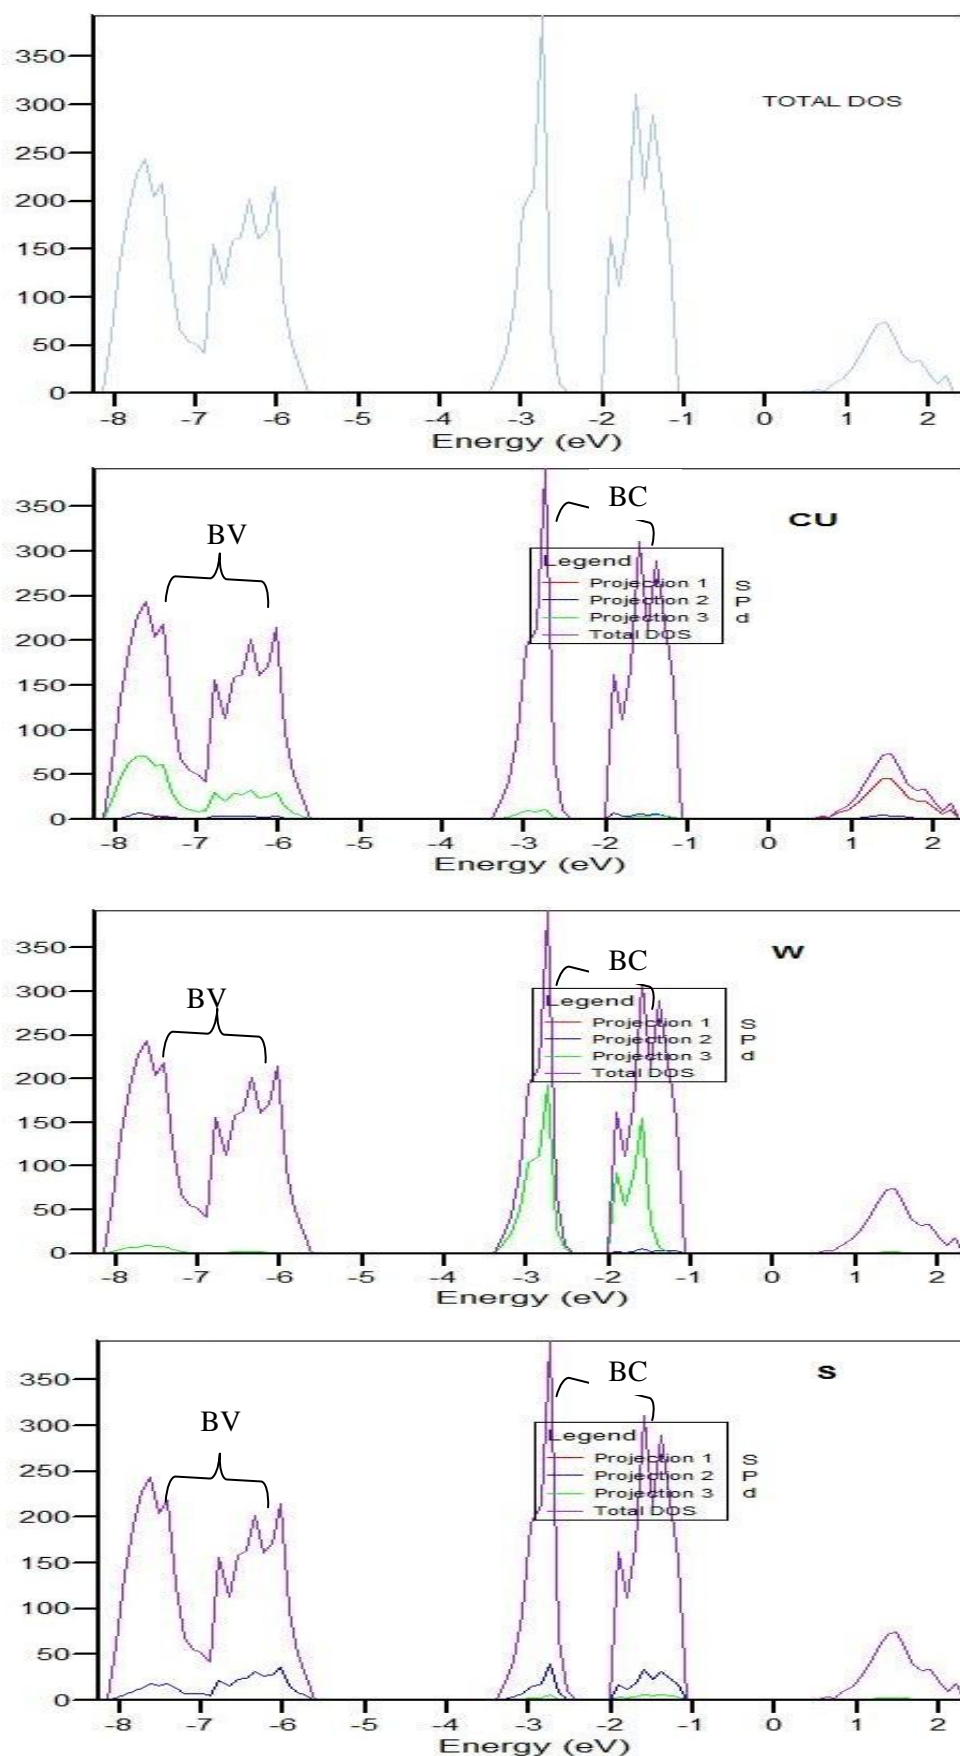 350
300
TOTAL DOS
250
200
150
100
50
0
-8 -7 -6 -5 -4 -3 -2 -1 0 1 2
Energy (eV)
350
BC
CU
300
BV
Legend
Projection 1 S
250
Projection 2 P
Projection 3 d
Total DOS
200
150
100
50
0
-8 -7 -6 -5 -4 -3 -2 -1 0 1 2
Energy (eV)
350
BC
W
300
BV
Legend
Projection 1 S
250
Projection 2 P
Projection 3 d
Total DOS
200
150
100
50
0
-8 -7 -6 -5 -4 -3 -2 -1 0 1 2
Energy (eV)
350
BC
S
300
BV
Legend
Projection 1 S
250
Projection 2 P
Projection 3 d
Total DOS
200
150
100
50
0
-8 -7 -6 -5 -4 -3 -2 -1 0 1 2
Energy (eV)